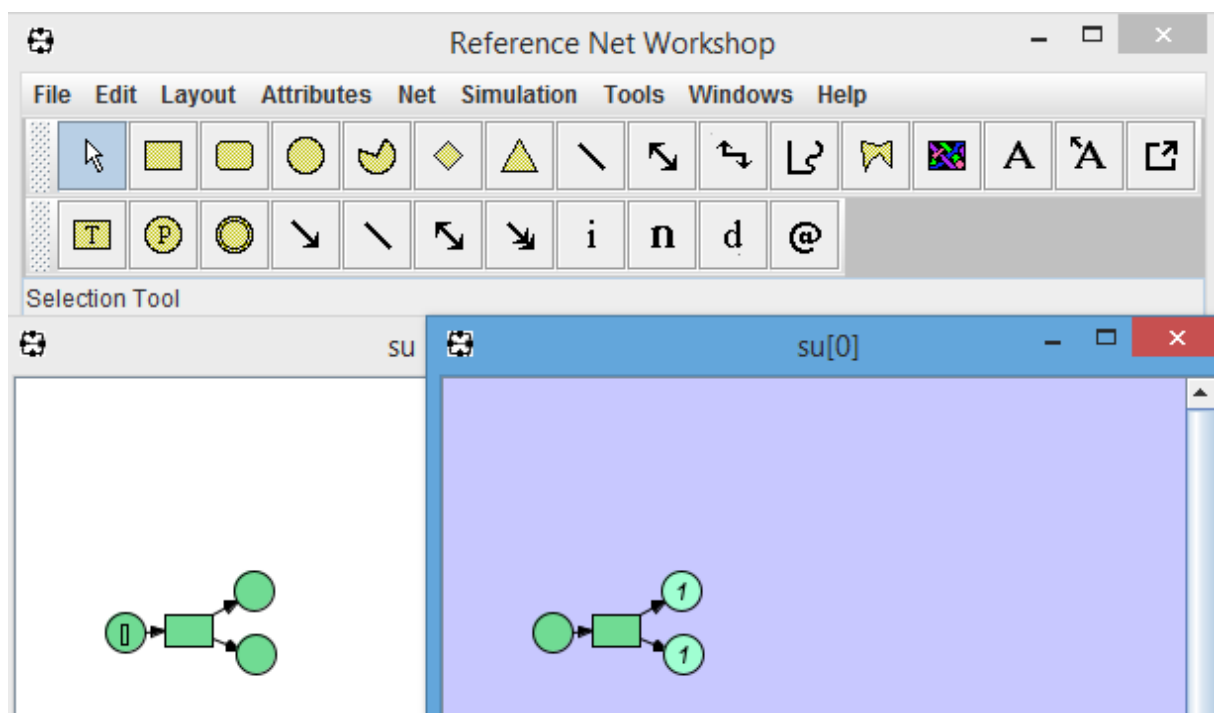 Reference Net Workshop
File Edit Layout Attributes Net Simulation Tools Windows Help
A A
T P i n d @
Selection Tool
su
su[0]
[] 1
1